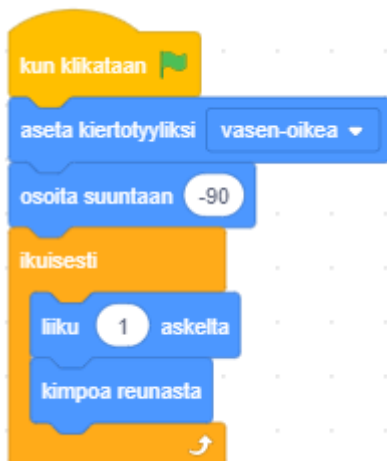 kun klikataan
aseta kiertotyyliksi vasen-oikea
osoita suuntaan -90
ikuisesti
liiku 1 askelta
kimpoa reunasta